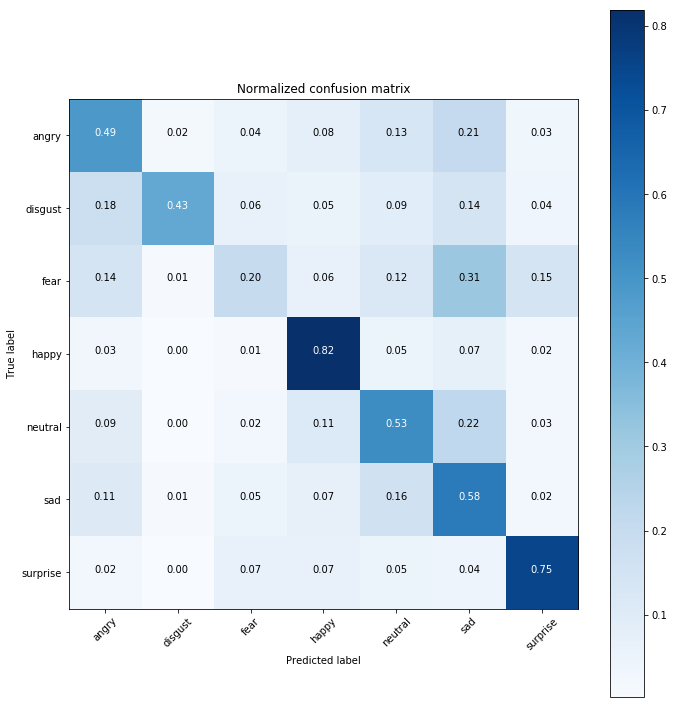 Normalized confusion matrix
angry 0.49 0.02 0.04 0.08 0.13 0.21 0.03
disgust 0.18 0.43 0.06 0.05 0.09 0.14 0.04
fear 0.14 0.01 0.20 0.06 0.12 0.31 0.15
happy 0.03 0.00 0.01 0.82 0.05 0.07 0.02
neutral 0.09 0.00 0.02 0.11 0.53 0.22 0.03
sad 0.11 0.01 0.05 0.07 0.16 0.58 0.02
surprise 0.02 0.00 0.07 0.07 0.05 0.04 0.75
angry disgust fear happy neutral sad surprise
Predicted label
True label
0.8
0.7
0.6
0.5
0.4
0.3
0.2
0.1